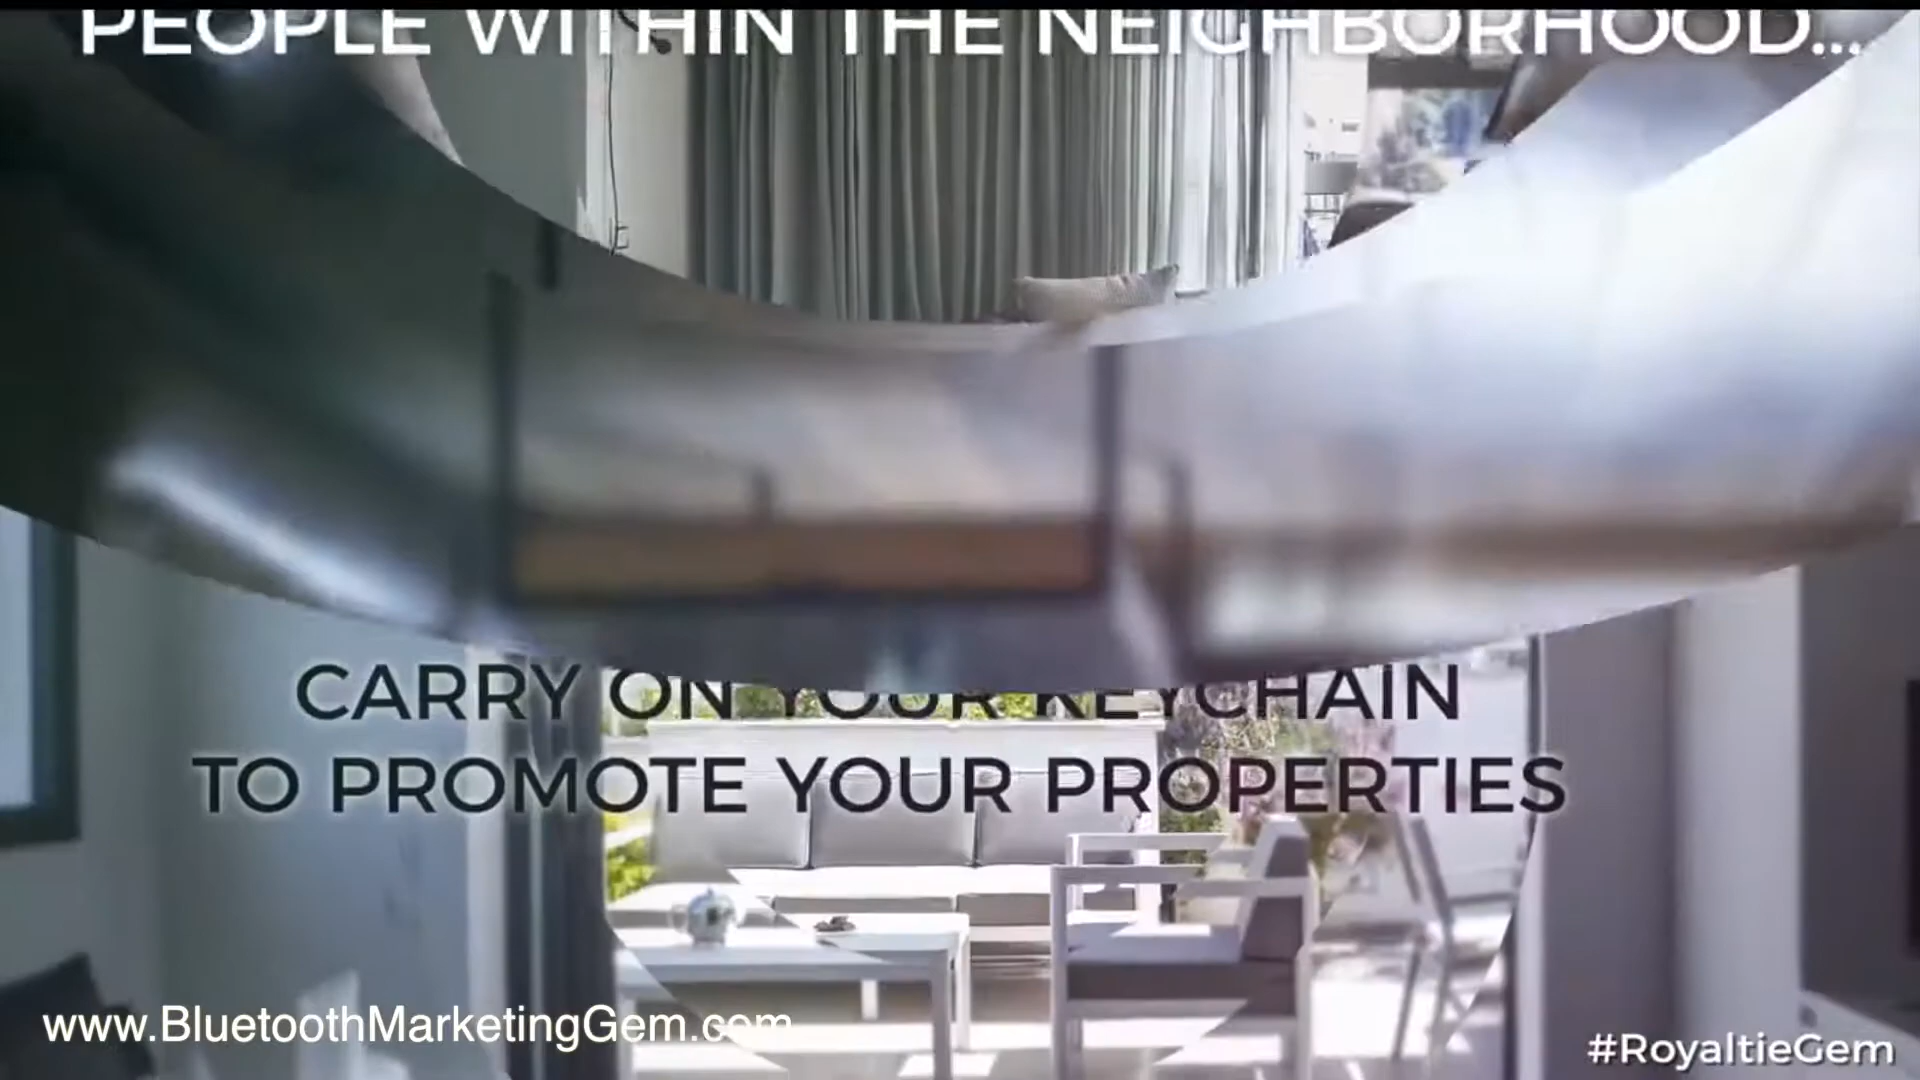 PEOPLE WITHIN THE NEIGHBORHOOD...
CARRY ON YOUR KEYCHAIN
TO PROMOTE YOUR PROPERTIES
www.BluetoothMarketingGem.com
#RoyaltieGem